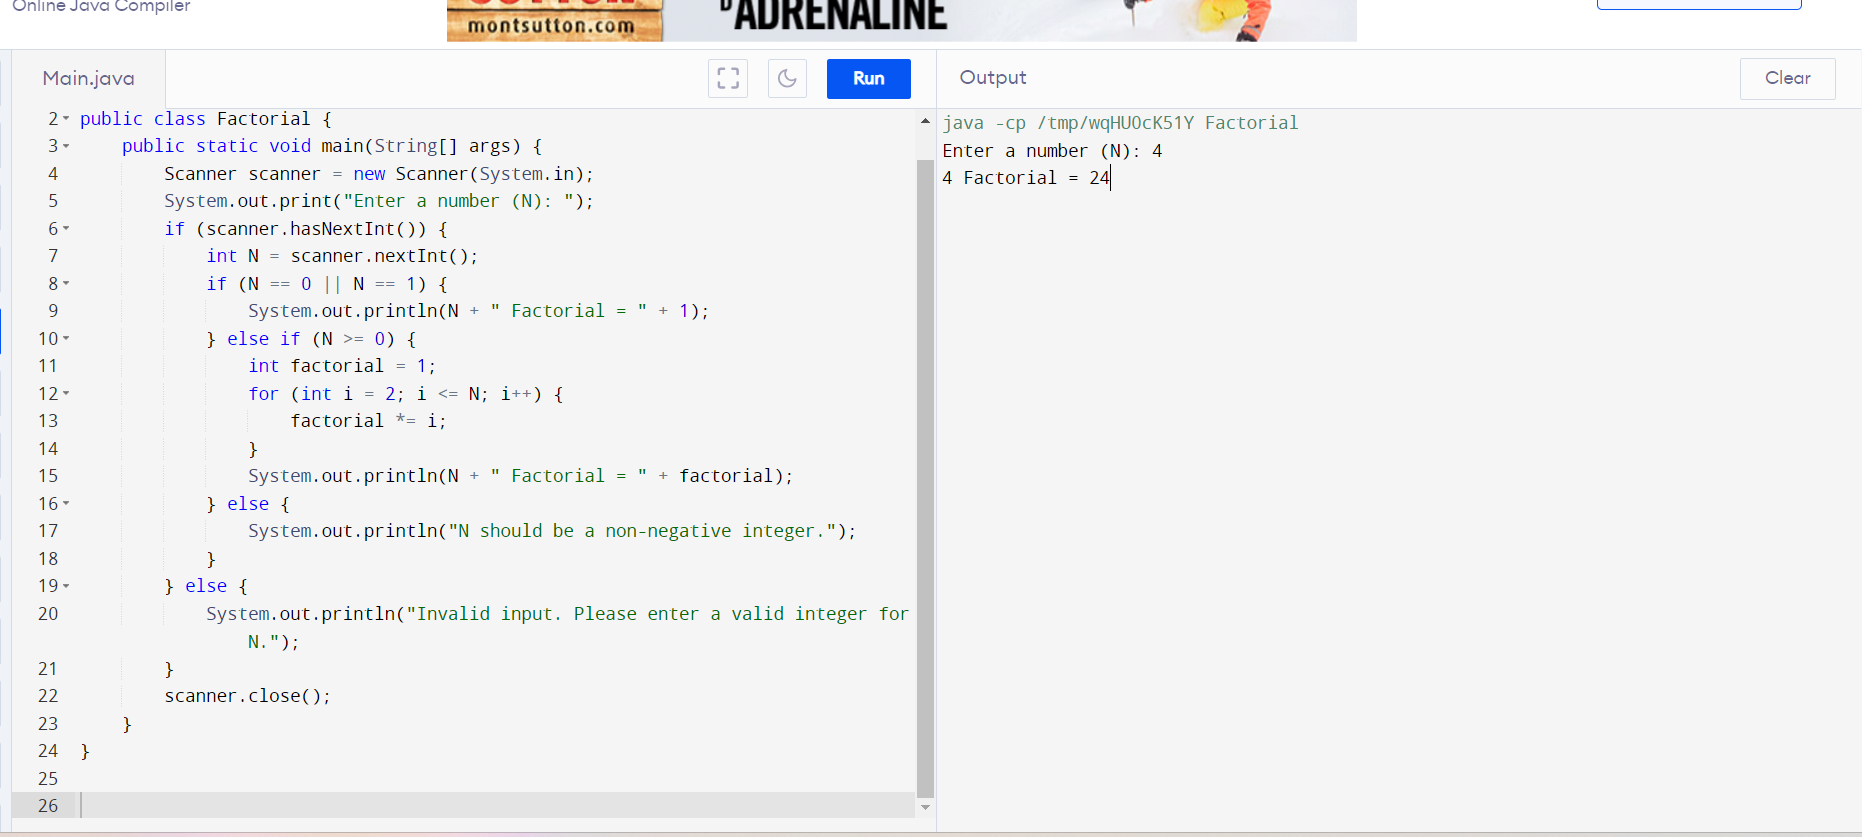 Online Java Compiler
montsutton.com
D'ADRENALINE
Main.java
Run
Output
Clear
2 public class Factorial {
3     public static void main(String[] args) {
4         Scanner scanner = new Scanner(System.in);
5         System.out.print("Enter a number (N): ");
6         if (scanner.hasNextInt()) {
7             int N = scanner.nextInt();
8             if (N == 0 || N == 1) {
9                 System.out.println(N + " Factorial = " + 1);
10             } else if (N >= 0) {
11                 int factorial = 1;
12                 for (int i = 2; i <= N; i++) {
13                     factorial *= i;
14                 }
15                 System.out.println(N + " Factorial = " + factorial);
16             } else {
17                 System.out.println("N should be a non-negative integer.");
18             }
19         } else {
20             System.out.println("Invalid input. Please enter a valid integer for
N.");
21         }
22         scanner.close();
23     }
24 }
25
26
java -cp /tmp/wqHUOcK51Y Factorial
Enter a number (N): 4
4 Factorial = 24